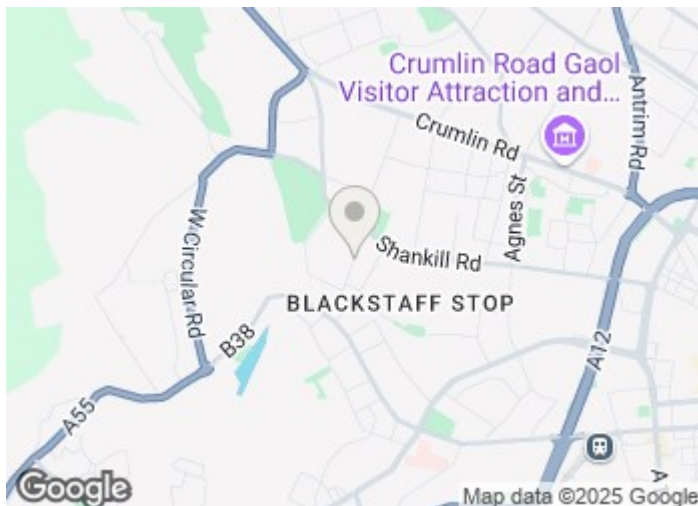 Crumlin Road Gaol
Visitor Attraction and...
Crumlin Rd
Antrim Rd
Agnes St
W Circular Rd
Shankill Rd
BLACKSTAFF STOP
B38
A12
A55
A
Google
Map data ©2025 Google